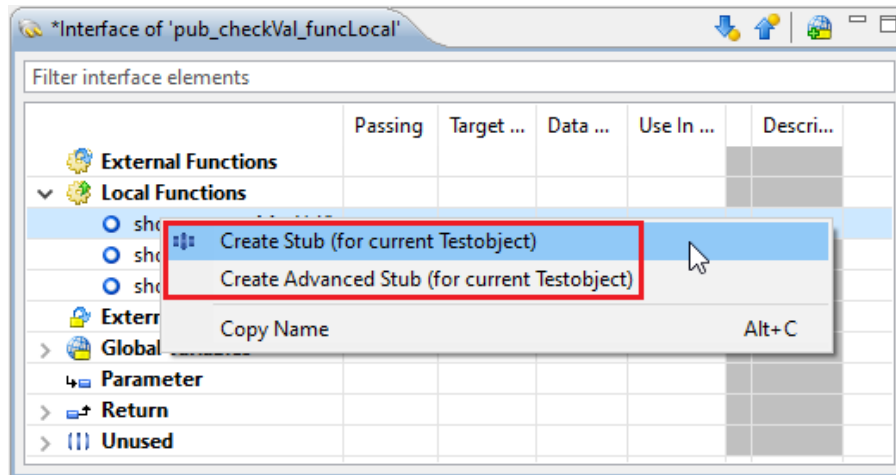 *Interface of 'pub_checkVal_funcLocal'
Filter interface elements
Passing Target ... Data ... Use In ... Descri...
External Functions
Local Functions
Create Stub (for current Testobject)
Create Advanced Stub (for current Testobject)
Copy Name Alt+C
Global
Parameter
Return
Unused